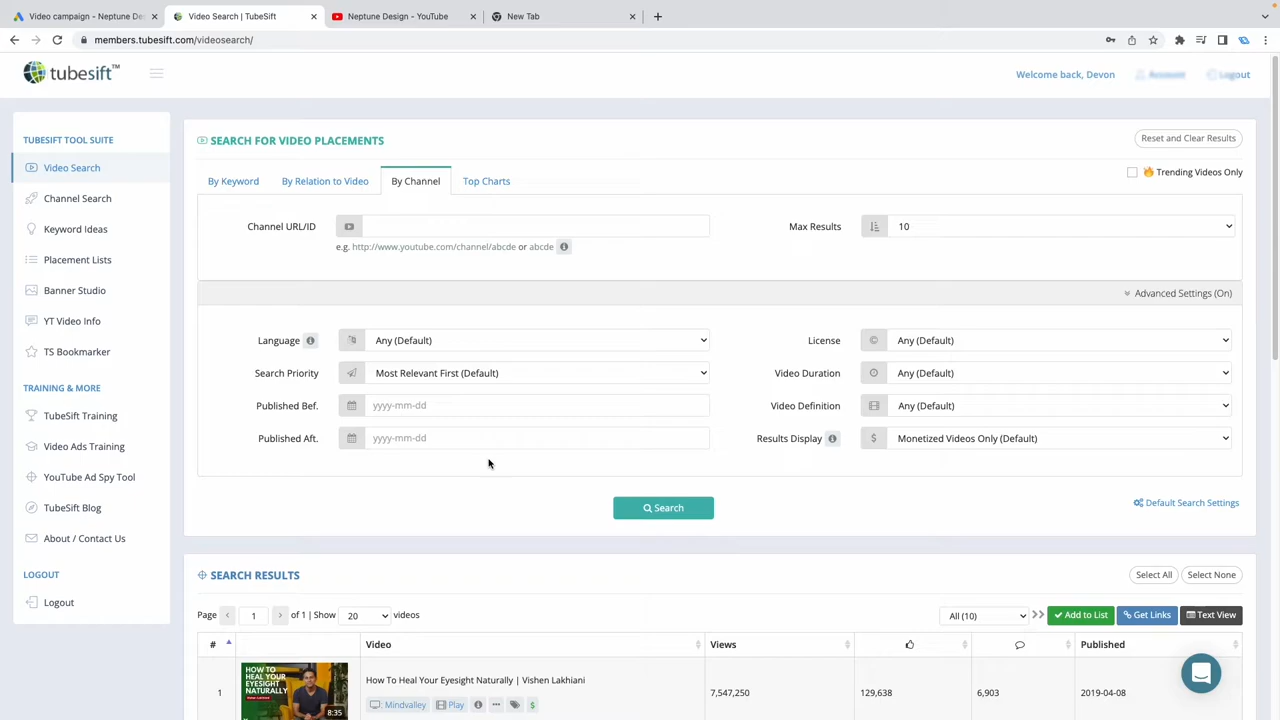 Video campaign - Neptune De
Video Search | TubeSift
Neptune Design - YouTube
New Tab
members.tubesift.com/videosearch/
tubesift™
Welcome back, Devon
Account
Logout
TUBESIFT TOOL SUITE
Video Search
Channel Search
Keyword Ideas
Placement Lists
Banner Studio
YT Video Info
TS Bookmarker
TRAINING & MORE
TubeSift Training
Video Ads Training
YouTube Ad Spy Tool
TubeSift Blog
About / Contact Us
LOGOUT
Logout
SEARCH FOR VIDEO PLACEMENTS
Reset and Clear Results
By Keyword
By Relation to Video
By Channel
Top Charts
Trending Videos Only
Channel URL/ID
e.g. http://www.youtube.com/channel/abcde or abcde
Max Results
10
Advanced Settings (On)
Language
Any (Default)
License
Any (Default)
Search Priority
Most Relevant First (Default)
Video Duration
Any (Default)
Published Bef.
yyyy-mm-dd
Video Definition
Any (Default)
Published Aft.
yyyy-mm-dd
Results Display
Monetized Videos Only (Default)
Search
Default Search Settings
SEARCH RESULTS
Select All
Select None
Page
1
of 1 | Show
20
videos
All (10)
Add to List
Get Links
Text View
#
Video
Views
Published
1
HOW TO
HEAL YOUR
EYESIGHT
NATURALLY
8:35
How To Heal Your Eyesight Naturally | Vishen Lakhiani
Mindvalley
Play
7,547,250
129,638
6,903
2019-04-08